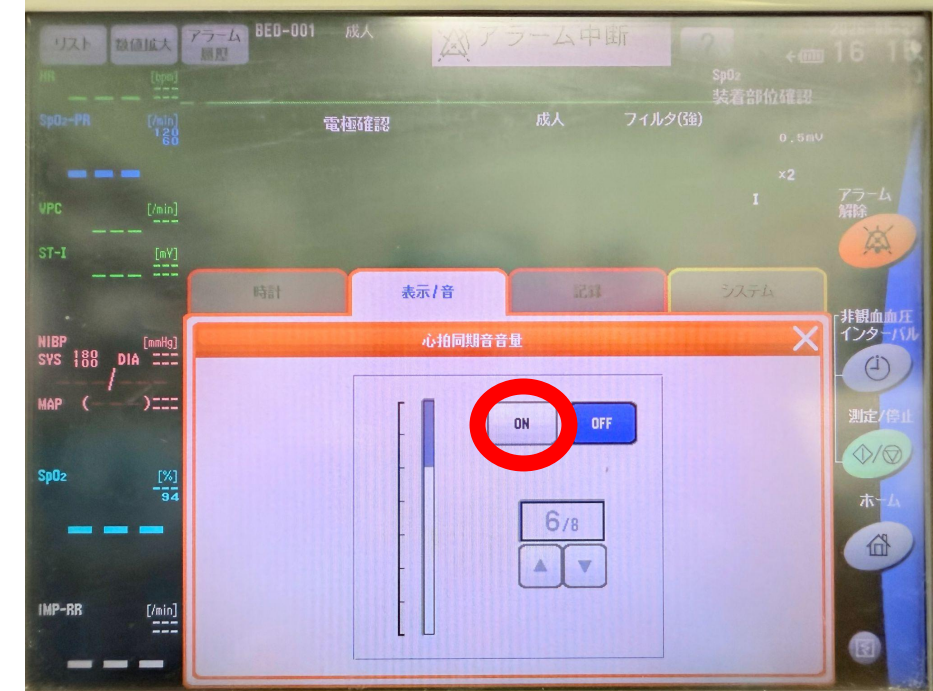 リスト
数値拡大
アラーム
履歴
BED-001 成人
アラーム中断
?
16
HR [bpm]
SpO2
装着部位確認
SpO2-PR [/min]
120
60
電極確認 成人 フィルタ(強)
0.5mV
×2
I
VPC [/min]
ST-I [mV]
アラーム
解除
時計
表示/音
記録
システム
心拍同期音音量
ON
OFF
6/8
NIBP [mmHg]
SYS 180 DIA
100
/
MAP ( )
SpO2 [%]
94
IMP-RR [/min]
非観血血圧
インターバル
測定/停止
ホーム